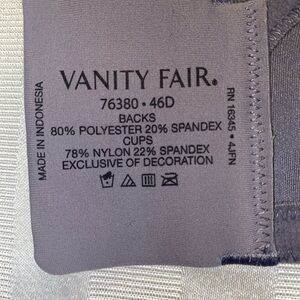 VANITY FAIR®
76380 • 46D
BACKS
80% POLYESTER 20% SPANDEX
CUPS
78% NYLON 22% SPANDEX
EXCLUSIVE OF DECORATION
MADE IN INDONESIA
RN 16345 • 4JFN